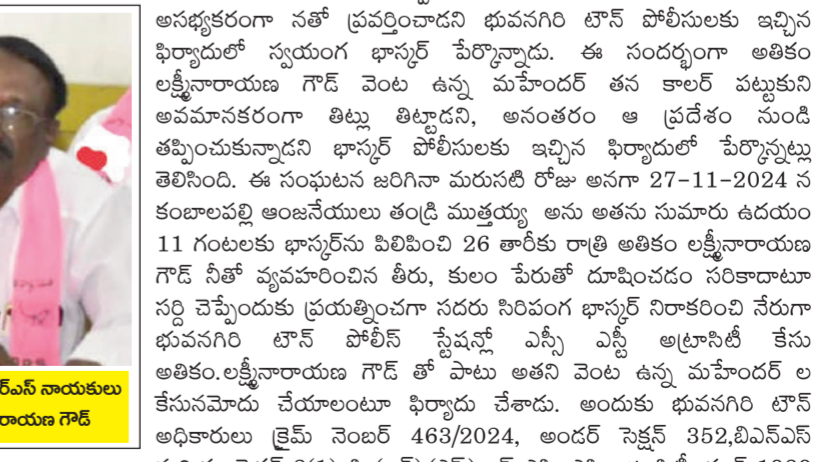 అసభ్యకరంగా నతో ప్రవర్తించాడని భువనగిరి టౌన్ పోలీసులకు ఇచ్చిన
ఫిర్యాదులో స్వయంగ భాస్కర్ పేర్కొన్నాడు. ఈ సందర్భంగా అతికం
లక్ష్మీనారాయణ గౌడ్ వెంట ఉన్న మహేందర్ తన కాలర్ పట్టుకుని
అవమానకరంగా తిట్లు తిట్టాడని, అనంతరం ఆ ప్రదేశం నుండి
తప్పించుకున్నాడని భాస్కర్ పోలీసులకు ఇచ్చిన ఫిర్యాదులో పేర్కొన్నట్లు
తెలిసింది. ఈ సంఘటన జరిగినా మరుసటి రోజు అనగా 27-11-2024 న
కంబాలపల్లి ఆంజనేయులు తండ్రి ముత్తయ్య అను అతను సుమారు ఉదయం
11 గంటలకు భాస్కర్‌ను పిలిపించి 26 తారీకు రాత్రి అతికం లక్ష్మీనారాయణ
గౌడ్ నీతో వ్యవహరించిన తీరు, కులం పేరుతో దూషించడం సరికాదాటూ
సర్ది చెప్పేందుకు ప్రయత్నించగా సదరు సిరిపంగ భాస్కర్ నిరాకరించి నేరుగా
భువనగిరి టౌన్ పోలీస్ స్టేషన్లో ఎస్సీ ఎస్టీ అట్రాసిటీ కేసు
అతికం.లక్ష్మీనారాయణ గౌడ్ తో పాటు అతని వెంట ఉన్న మహేందర్ ల
కేసునమోదు చేయాలంటూ ఫిర్యాదు చేశాడు. అందుకు భువనగిరి టౌన్
అధికారులు క్రైమ్ నెంబర్ 463/2024, అండర్ సెక్షన్ 352,బిఎన్ఎస్
ర్ఎస్ నాయకులు
రాయణ గౌడ్